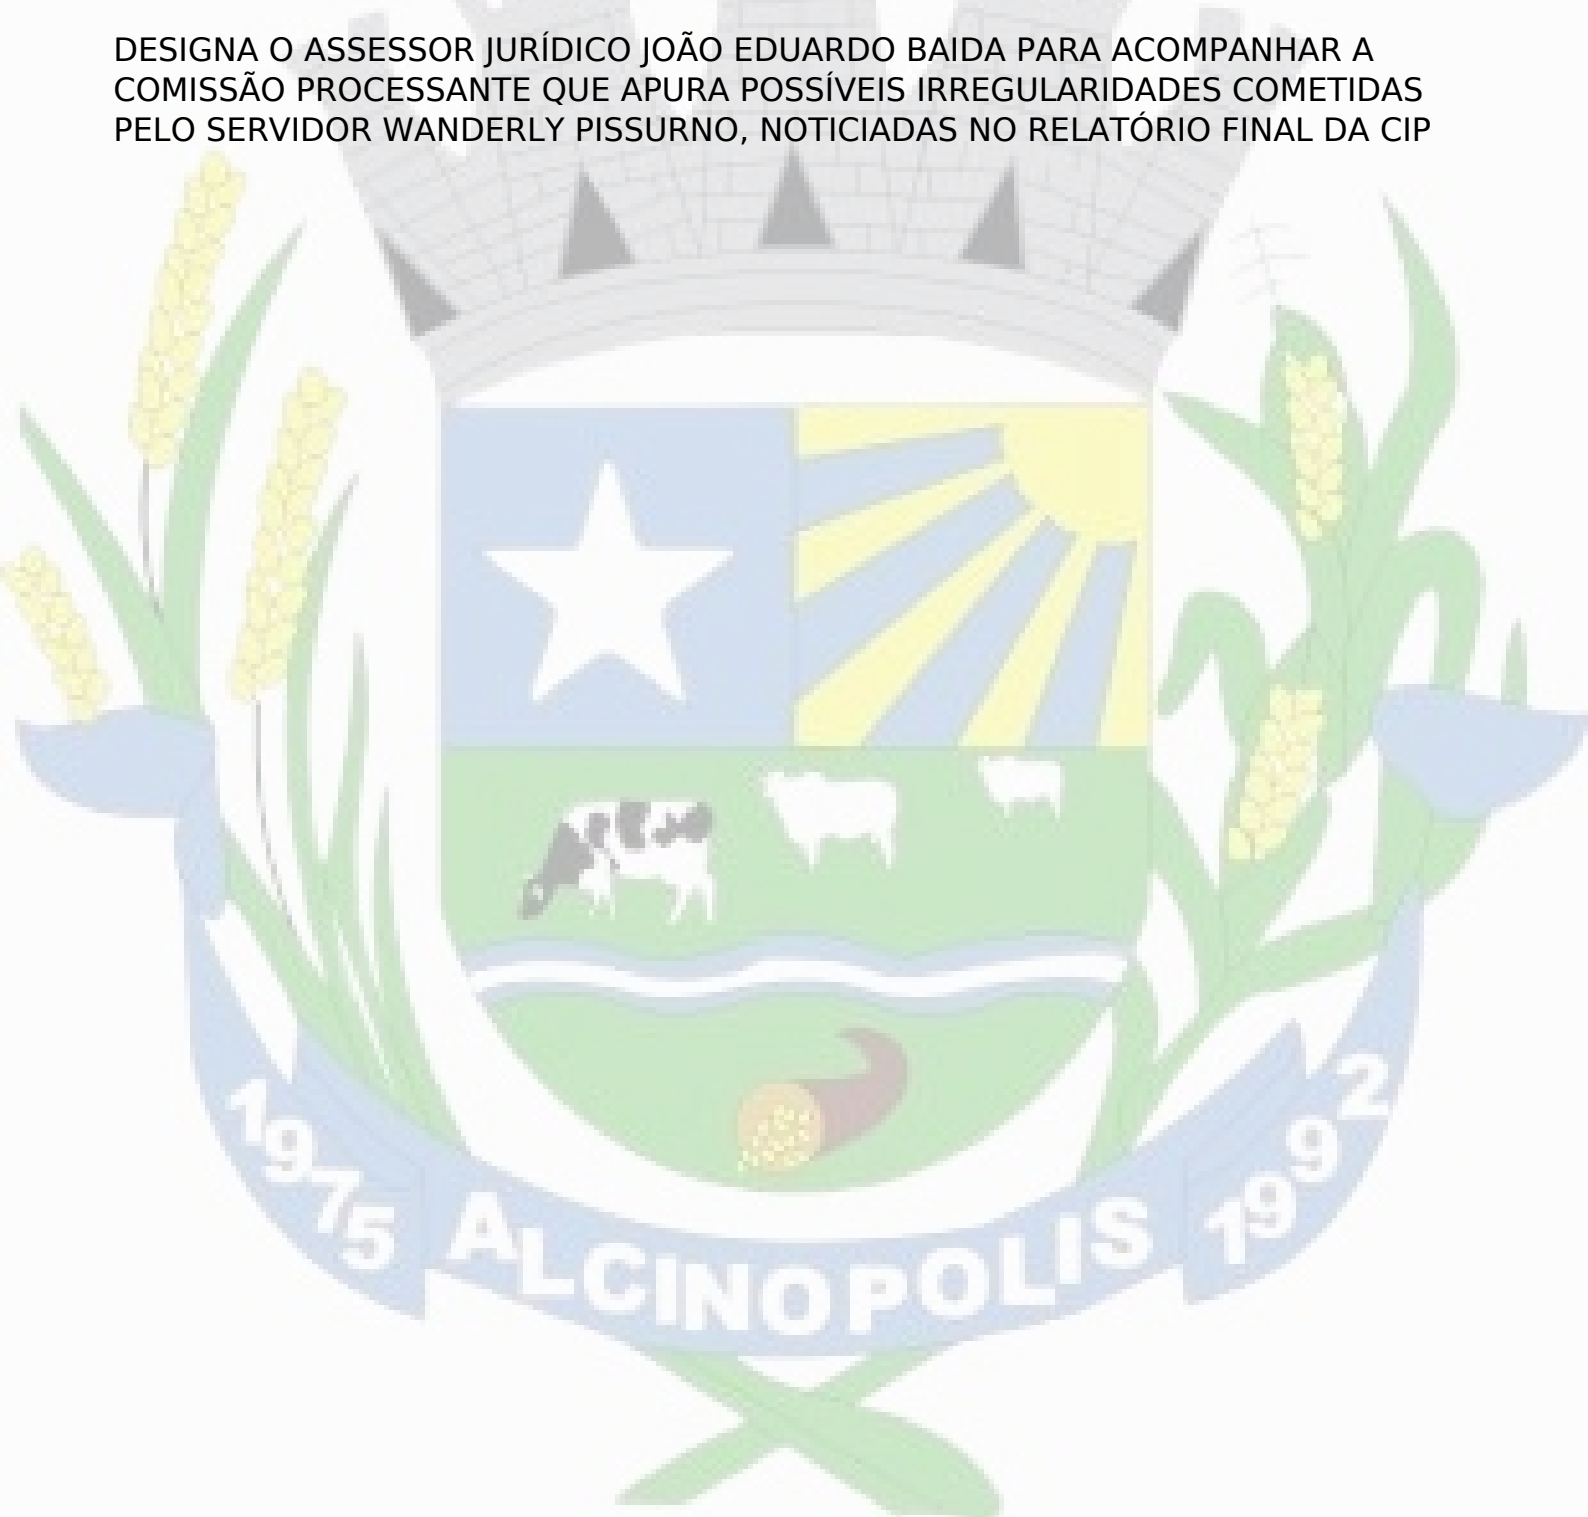 DESIGNA O ASSESSOR JURÍDICO JOÃO EDUARDO BAIDA PARA ACOMPANHAR A
COMISSÃO PROCESSANTE QUE APURA POSSÍVEIS IRREGULARIDADES COMETIDAS
PELO SERVIDOR WANDERLY PISSURNO, NOTICIADAS NO RELATÓRIO FINAL DA CIP
1975 ALCINOPOLIS 1992